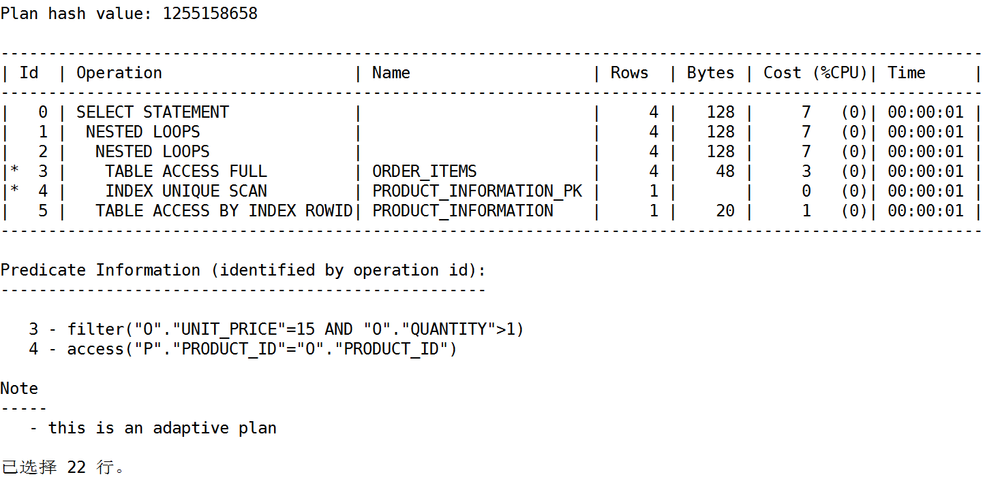 Plan hash value: 1255158658
-------------------------------------------------------------------------------------------------------
| Id  | Operation                    | Name                   | Rows  | Bytes | Cost (%CPU)| Time     |
-------------------------------------------------------------------------------------------------------
|   0 | SELECT STATEMENT             |                        |     4 |   128 |     7   (0)| 00:00:01 |
|   1 |  NESTED LOOPS                |                        |     4 |   128 |     7   (0)| 00:00:01 |
|   2 |   NESTED LOOPS               |                        |     4 |   128 |     7   (0)| 00:00:01 |
|*  3 |    TABLE ACCESS FULL         | ORDER_ITEMS            |     4 |    48 |     3   (0)| 00:00:01 |
|*  4 |    INDEX UNIQUE SCAN         | PRODUCT_INFORMATION_PK |     1 |       |     0   (0)| 00:00:01 |
|   5 |   TABLE ACCESS BY INDEX ROWID| PRODUCT_INFORMATION    |     1 |    20 |     1   (0)| 00:00:01 |
-------------------------------------------------------------------------------------------------------
Predicate Information (identified by operation id):
---------------------------------------------------
   3 - filter("O"."UNIT_PRICE"=15 AND "O"."QUANTITY">1)
   4 - access("P"."PRODUCT_ID"="O"."PRODUCT_ID")
Note
-----
   - this is an adaptive plan
已选择 22 行。